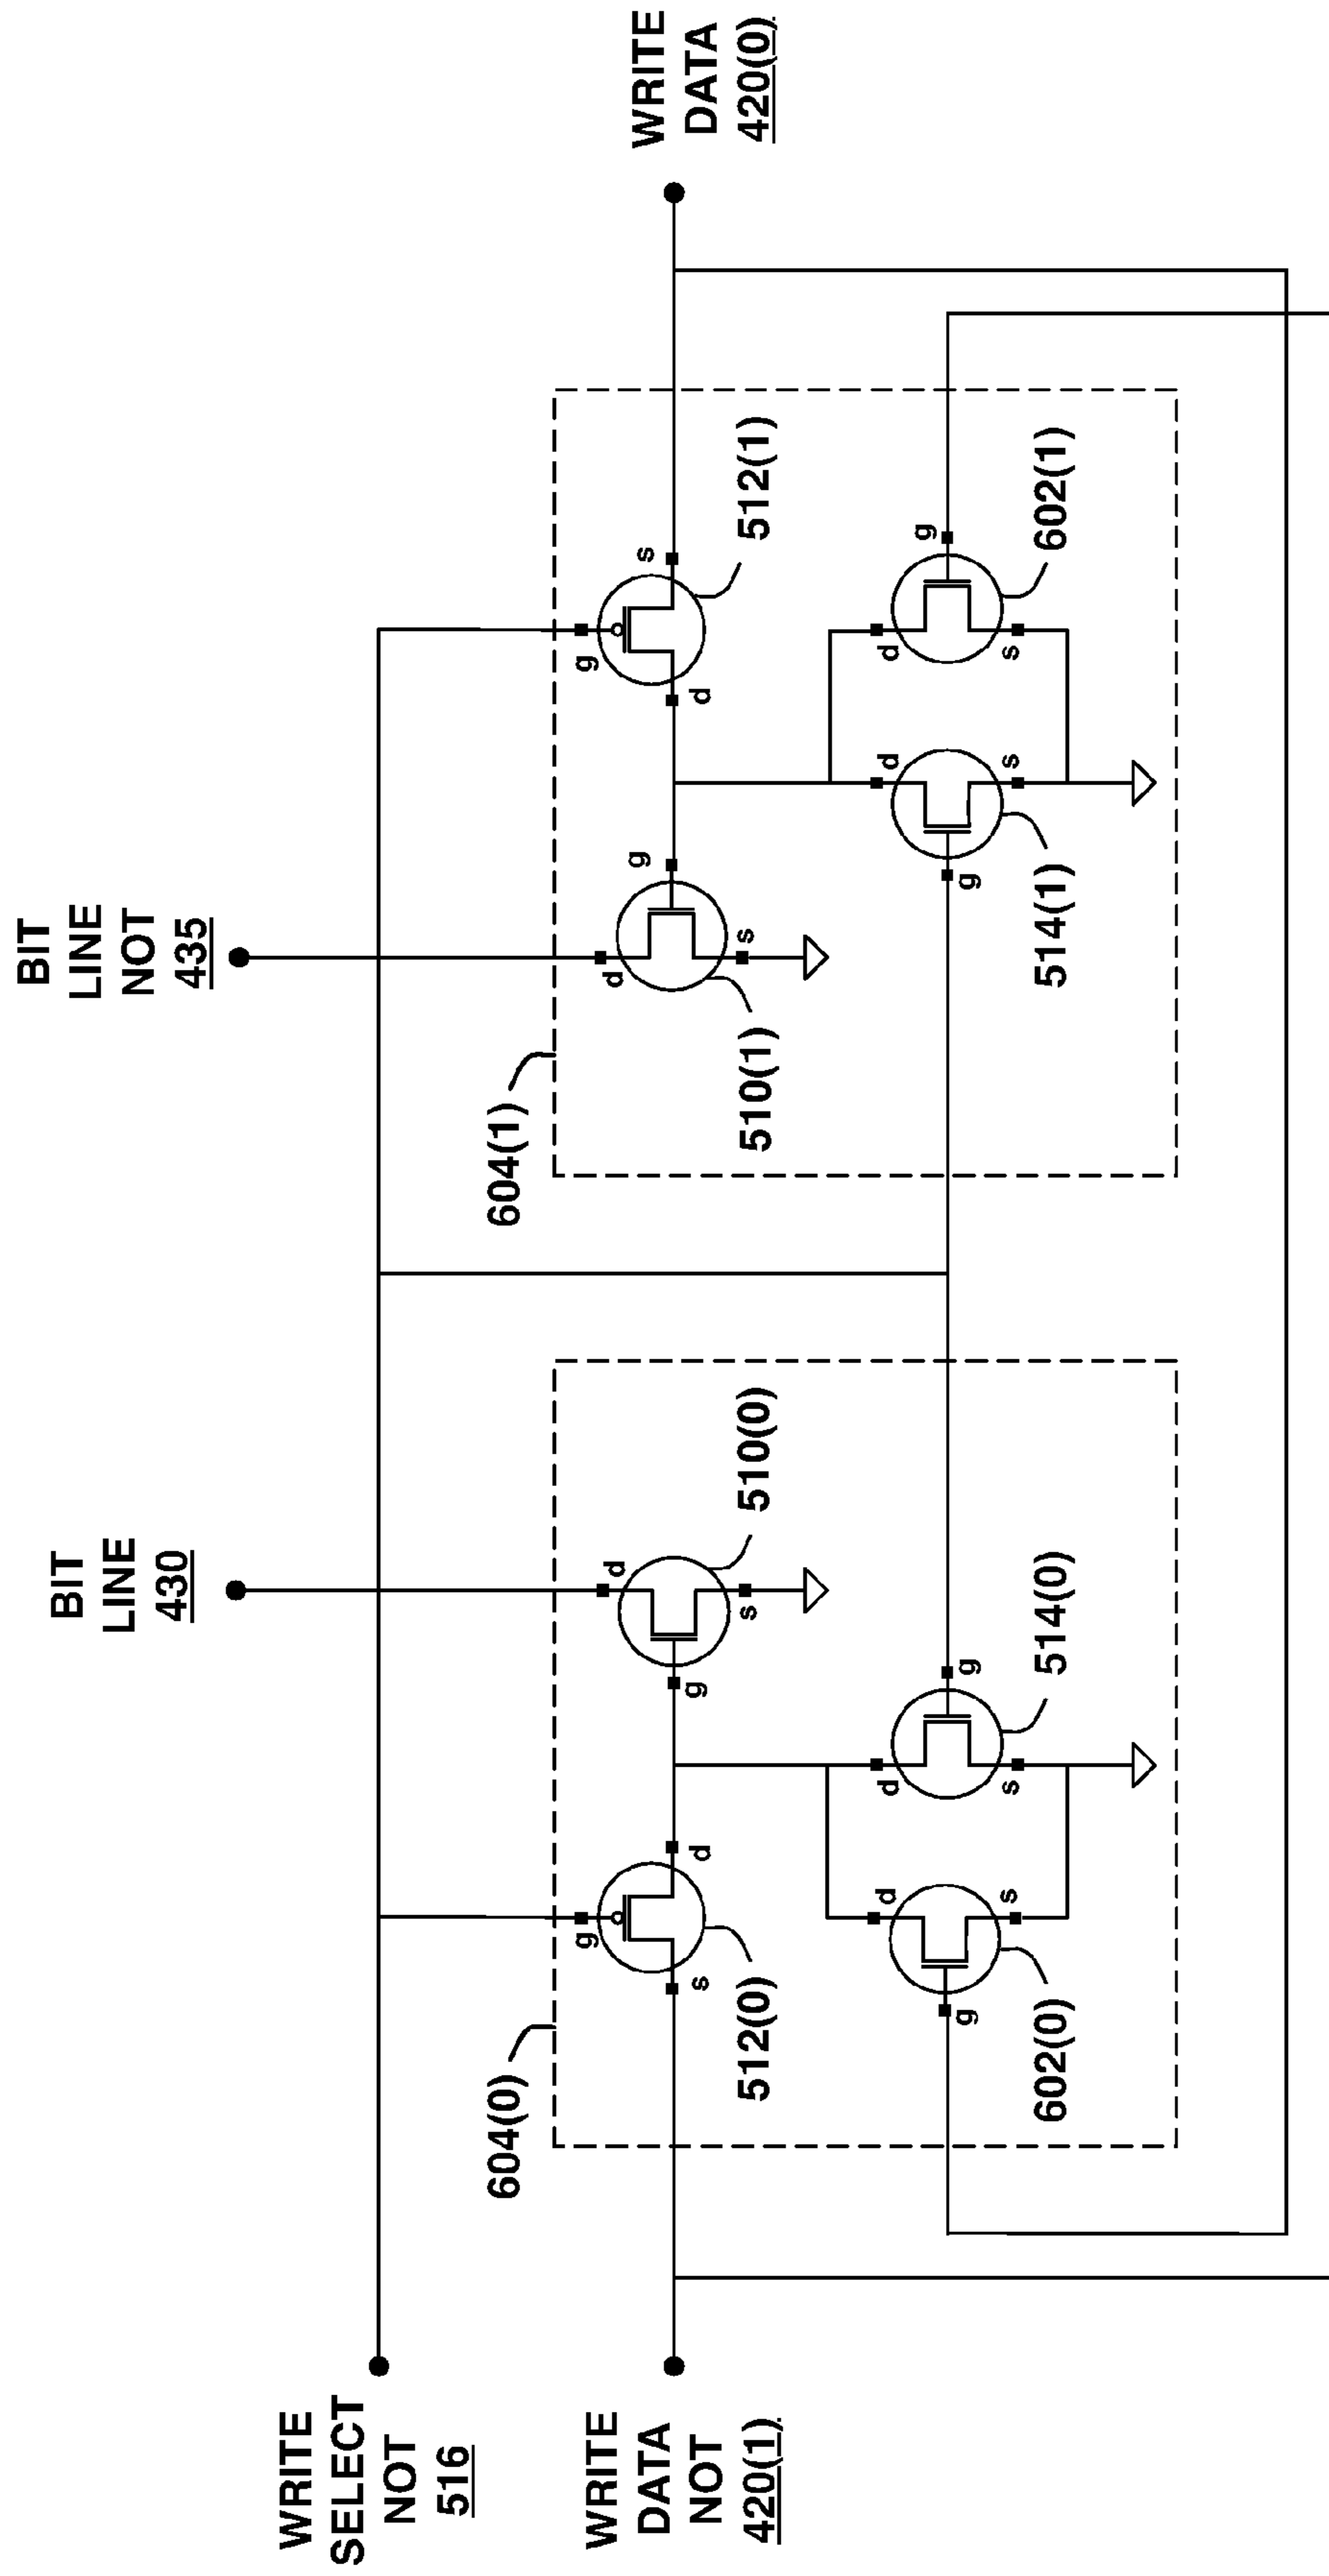 BIT
LINE
NOT
435
BIT
LINE
430
WRITE
SELECT
NOT
516
WRITE
DATA
NOT
420(1)
WRITE
DATA
420(0)
604(0)
604(1)
g
s
d
512(0)
g
d
s
510(0)
d
g
s
510(1)
g
d
s
512(1)
g
d
s
602(0)
d
g
s
514(0)
g
d
s
514(1)
d
g
s
602(1)